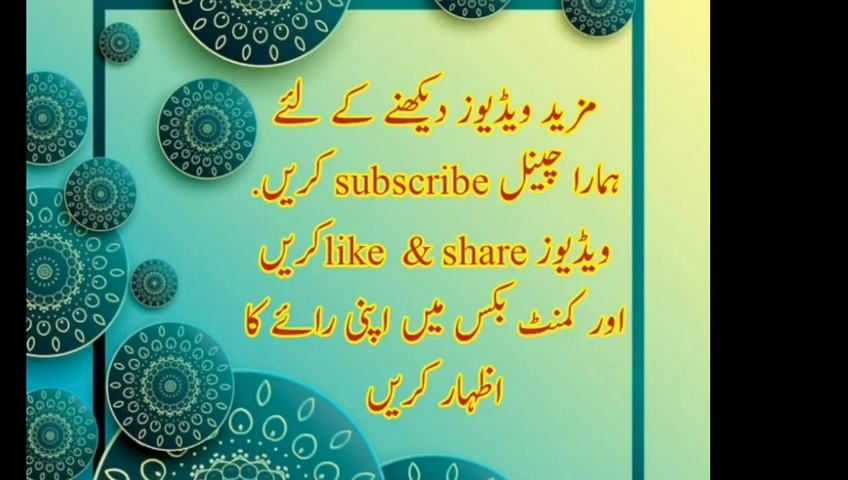 مزید ویڈیوز دیکھنے کے لئے
ہمارا چینل subscribe کریں.
ویڈیوز like & share کریں
اور کمنٹ بکس میں اپنی رائے کا
اظہار کریں